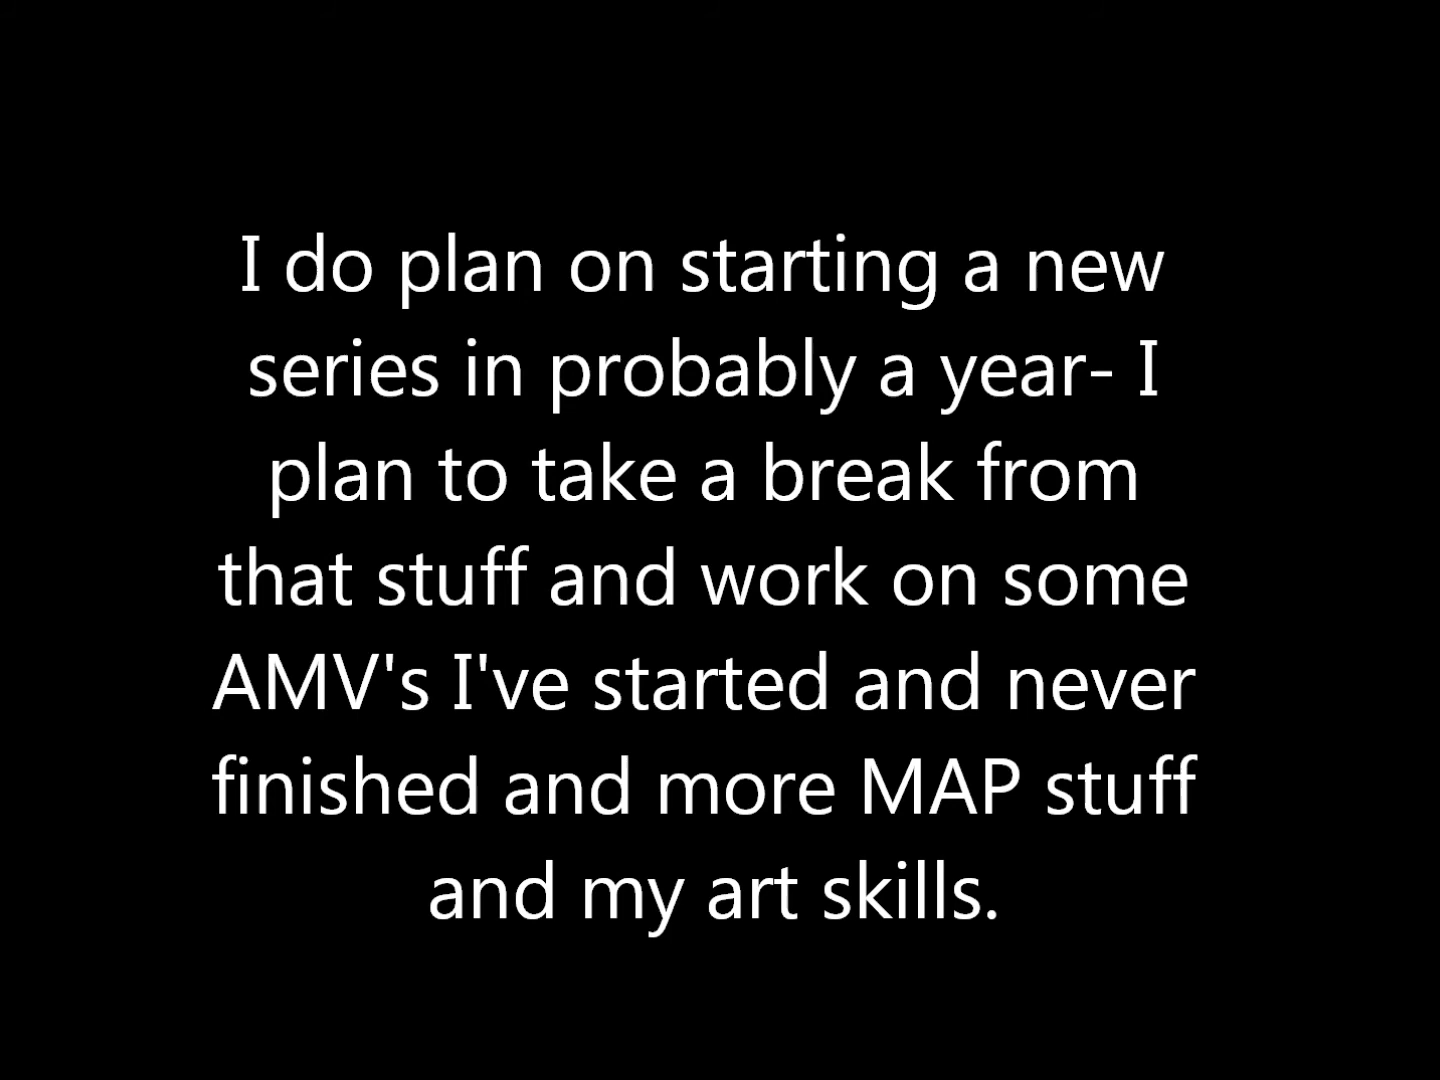 I do plan on starting a new
series in probably a year- I
plan to take a break from
that stuff and work on some
AMV's I've started and never
finished and more MAP stuff
and my art skills.